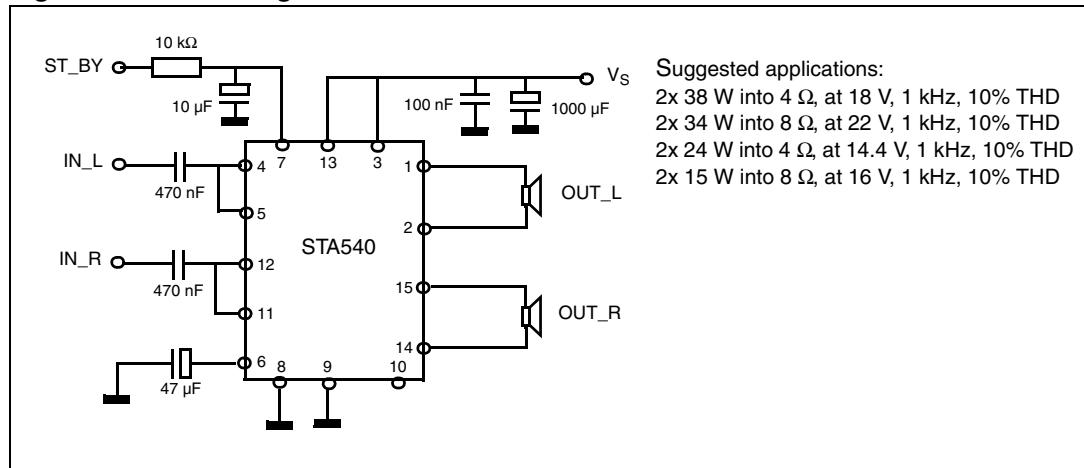 10 kΩ
ST_BY
10 µF
100 nF
1000 µF
V_S
Suggested applications:
2x 38 W into 4 Ω, at 18 V, 1 kHz, 10% THD
2x 34 W into 8 Ω, at 22 V, 1 kHz, 10% THD
2x 24 W into 4 Ω, at 14.4 V, 1 kHz, 10% THD
2x 15 W into 8 Ω, at 16 V, 1 kHz, 10% THD
IN_L
470 nF
4
7
13
3
1
5
2
OUT_L
STA540
IN_R
470 nF
12
11
15
14
OUT_R
47 µF
6
8
9
10